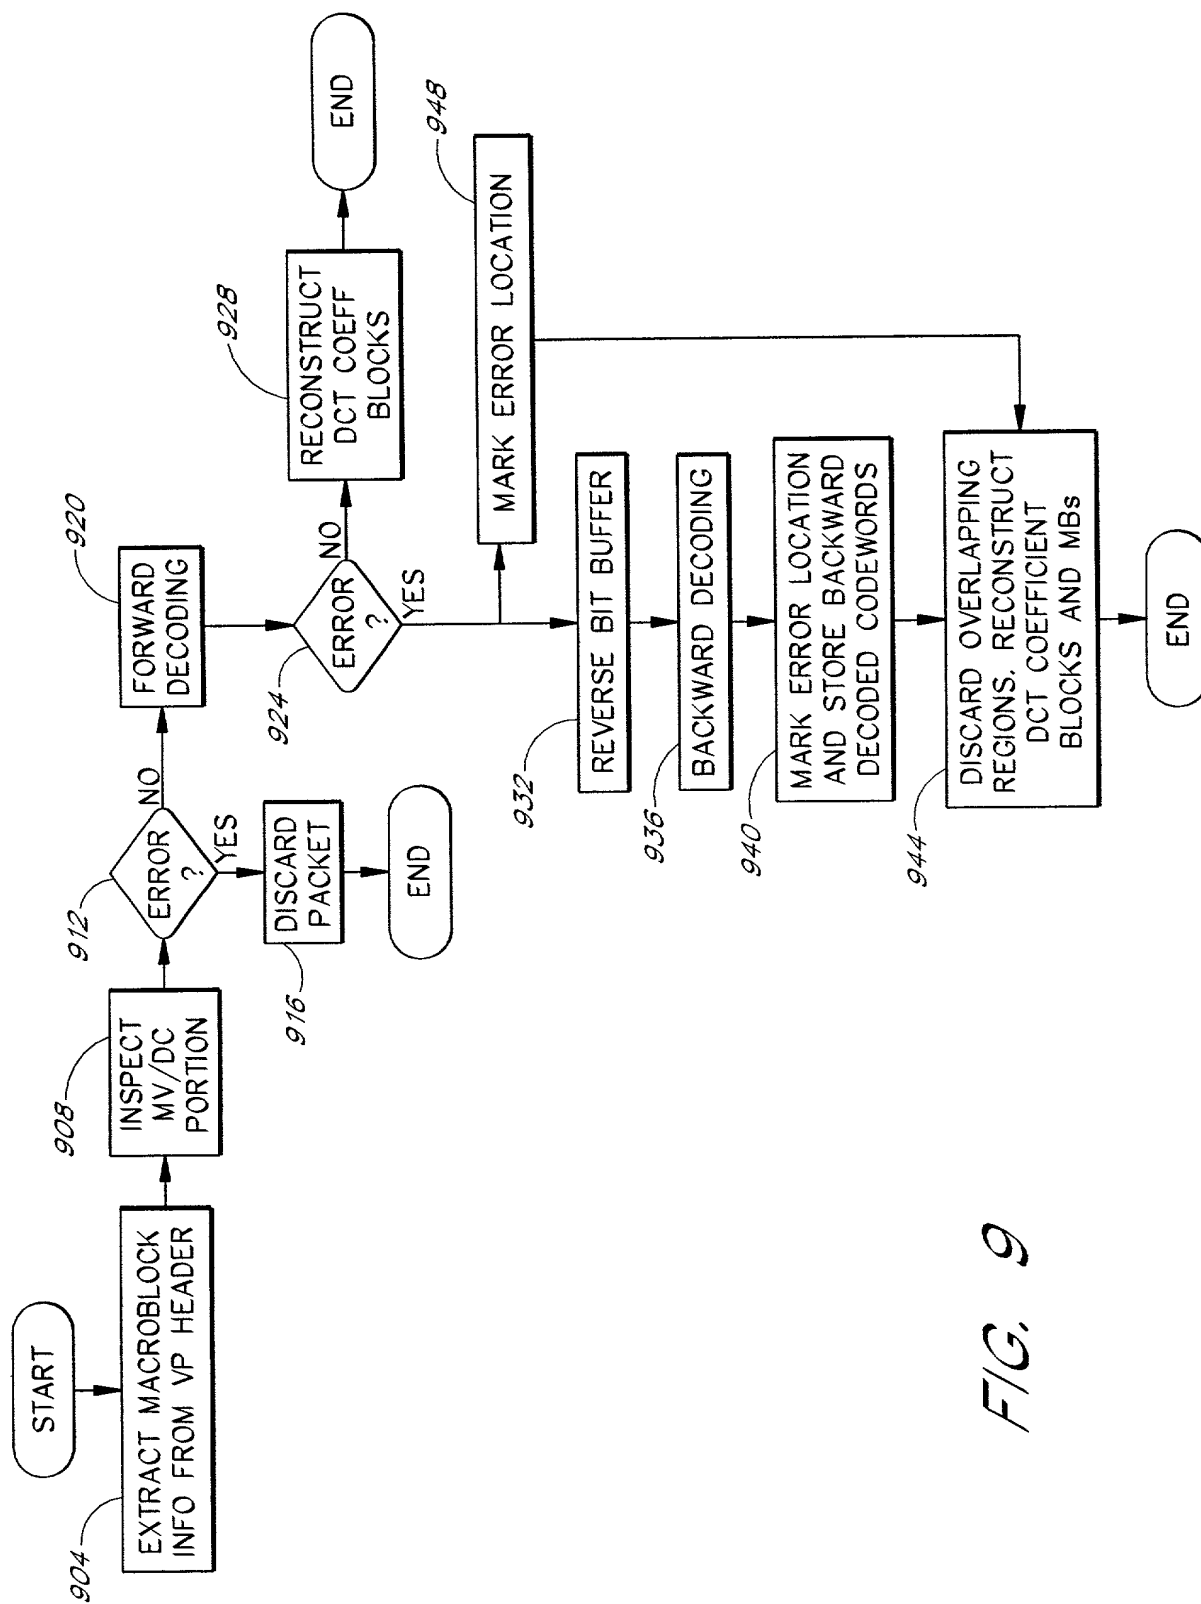 START
904
EXTRACT MACROBLOCK
INFO FROM VP HEADER
908
INSPECT
MV/DC
PORTION
912
ERROR
?
NO
YES
916
DISCARD
PACKET
END
920
FORWARD
DECODING
924
ERROR
?
NO
YES
928
RECONSTRUCT
DCT COEFF
BLOCKS
END
948
MARK ERROR LOCATION
932
REVERSE BIT BUFFER
936
BACKWARD DECODING
940
MARK ERROR LOCATION
AND STORE BACKWARD
DECODED CODEWORDS
944
DISCARD OVERLAPPING
REGIONS. RECONSTRUCT
DCT COEFFICIENT
BLOCKS AND MBs
END
FIG. 9